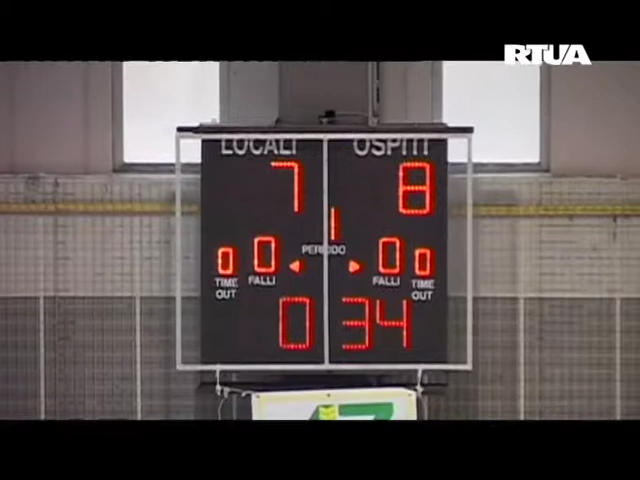 RTUA
LOCALI OSPITI
7 8
1
PERIODO
0 0 0 0
TIME OUT FALLI FALLI TIME OUT
0 34